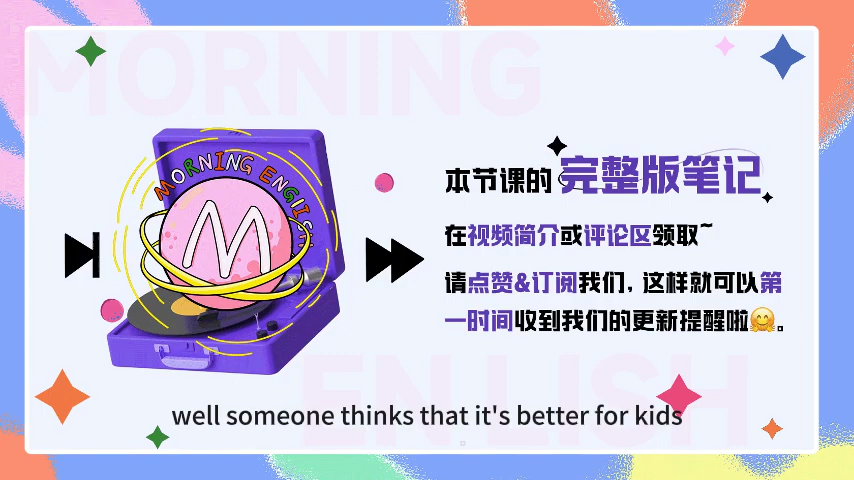 MORNING
MORNING ENGlISH
M
本节课的 完整版笔记
在视频简介或评论区领取~
请点赞&订阅我们，这样就可以第
一时间收到我们的更新提醒啦🤗。
EN LISH
well someone thinks that it's better for kids